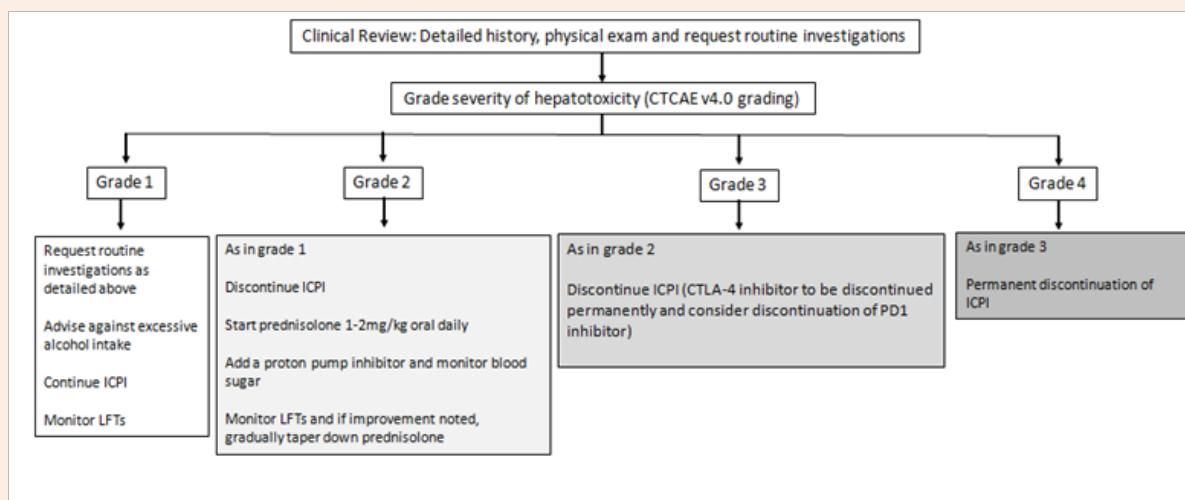 Clinical Review: Detailed history, physical exam and request routine investigations
Grade severity of hepatotoxicity (CTCAE v4.0 grading)
Grade 1
Grade 2
Grade 3
Grade 4
Request routine
investigations as
detailed above
Advise against excessive
alcohol intake
Continue ICPI
Monitor LFTs
As in grade 1
Discontinue ICPI
Start prednisolone 1-2mg/kg oral daily
Add a proton pump inhibitor and monitor blood
sugar
Monitor LFTs and if improvement noted,
gradually taper down prednisolone
As in grade 2
Discontinue ICPI (CTLA-4 inhibitor to be discontinued
permanently and consider discontinuation of PD1
inhibitor)
As in grade 3
Permanent discontinuation of
ICPI